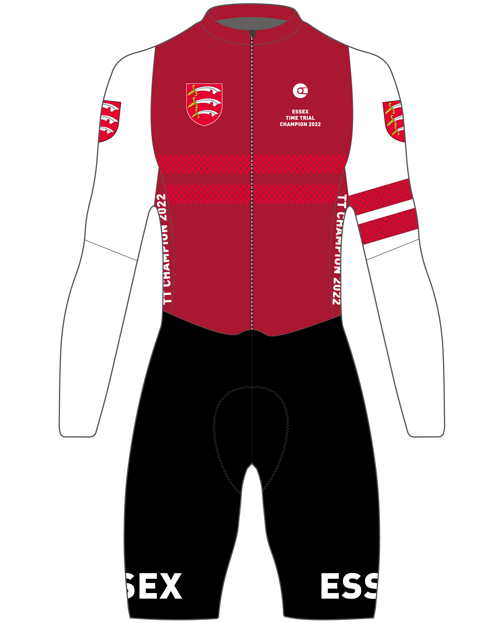 ESSEX
TIME TRIAL
CHAMPION 2022
TT CHAMPION 2022
TT CHAMPION 2022
SEX
ESS